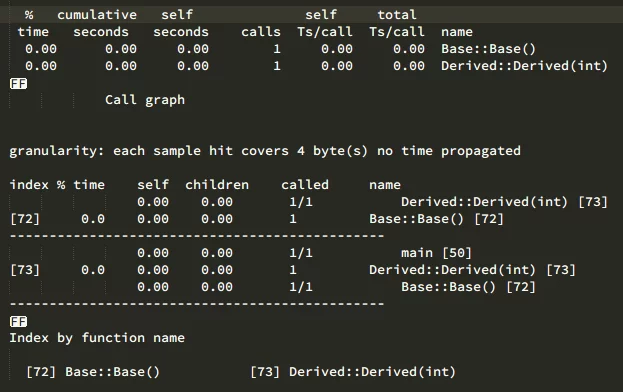 %   cumulative   self              self     total
time   seconds   seconds    calls  Ts/call  Ts/call  name
0.00      0.00     0.00        1     0.00     0.00  Base::Base()
0.00      0.00     0.00        1     0.00     0.00  Derived::Derived(int)
FF
Call graph
granularity: each sample hit covers 4 byte(s) no time propagated
index % time    self  children    called     name
0.00    0.00       1/1           Derived::Derived(int) [73]
[72]     0.0    0.00    0.00       1         Base::Base() [72]
-----------------------------------------------
0.00    0.00       1/1           main [50]
[73]     0.0    0.00    0.00       1         Derived::Derived(int) [73]
0.00    0.00       1/1           Base::Base() [72]
-----------------------------------------------
FF
Index by function name
[72] Base::Base()           [73] Derived::Derived(int)